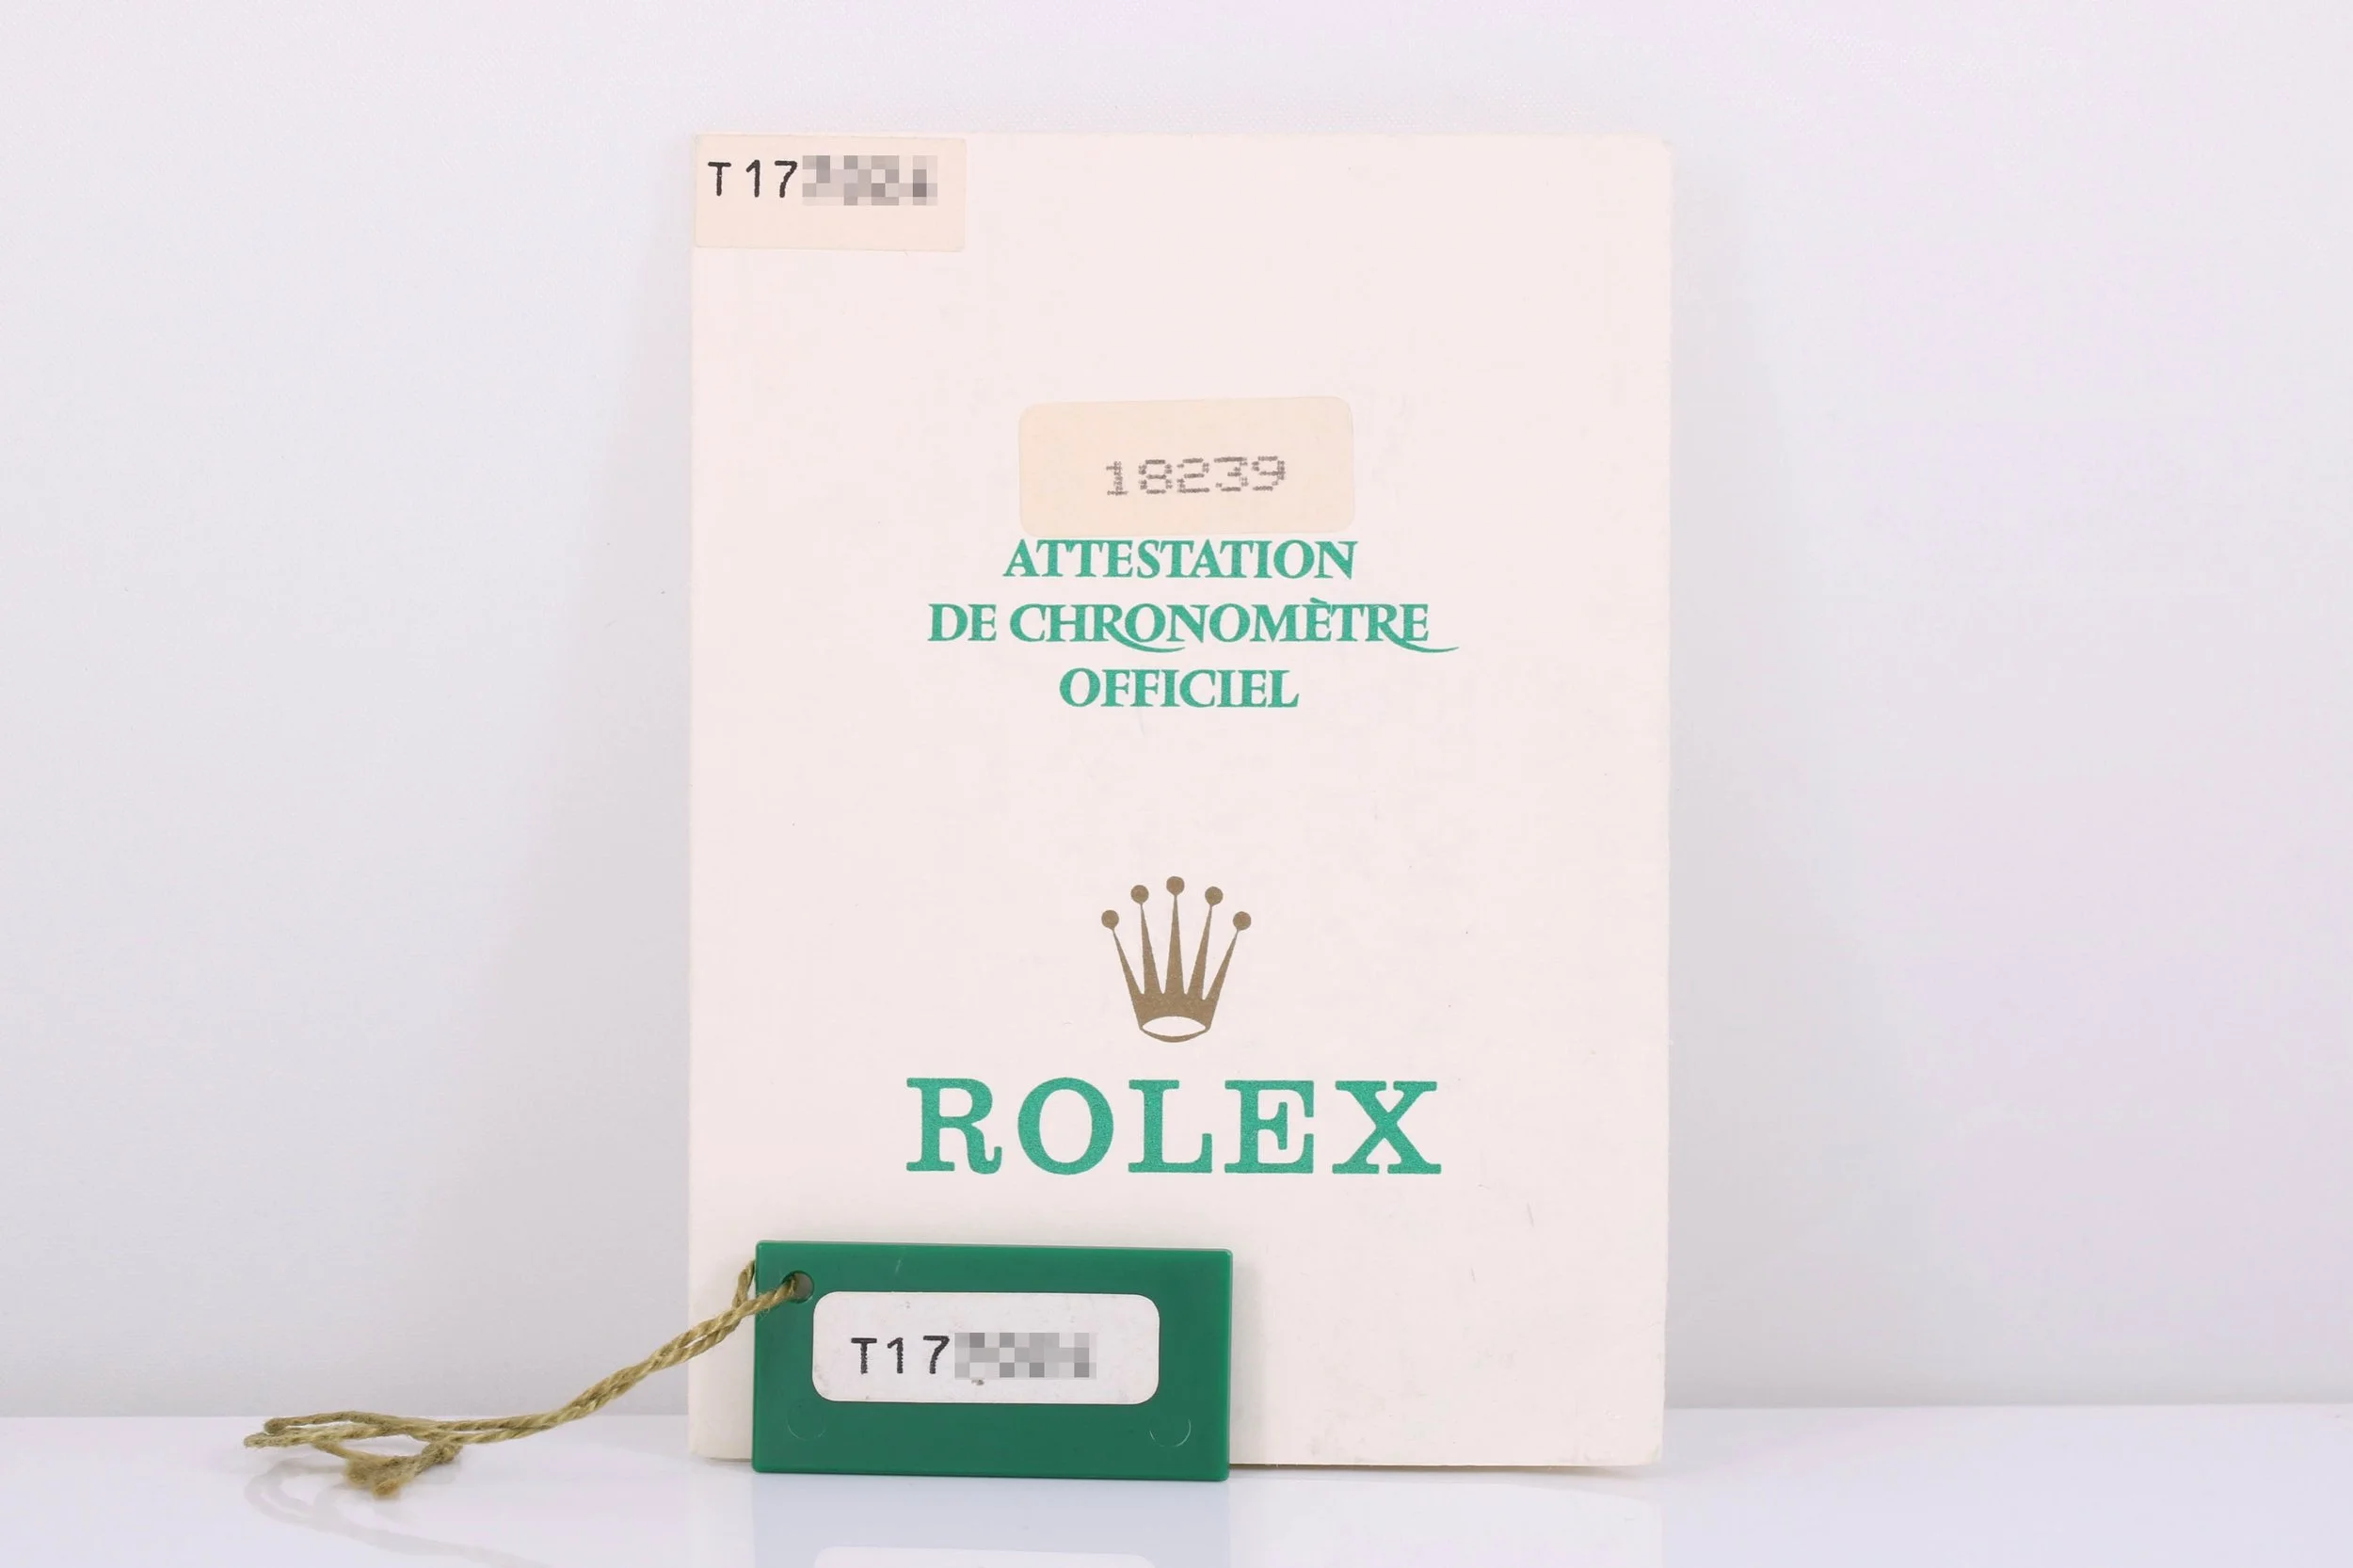 T17
18239
ATTESTATION
DE CHRONOMÈTRE
OFFICIEL
ROLEX
T17